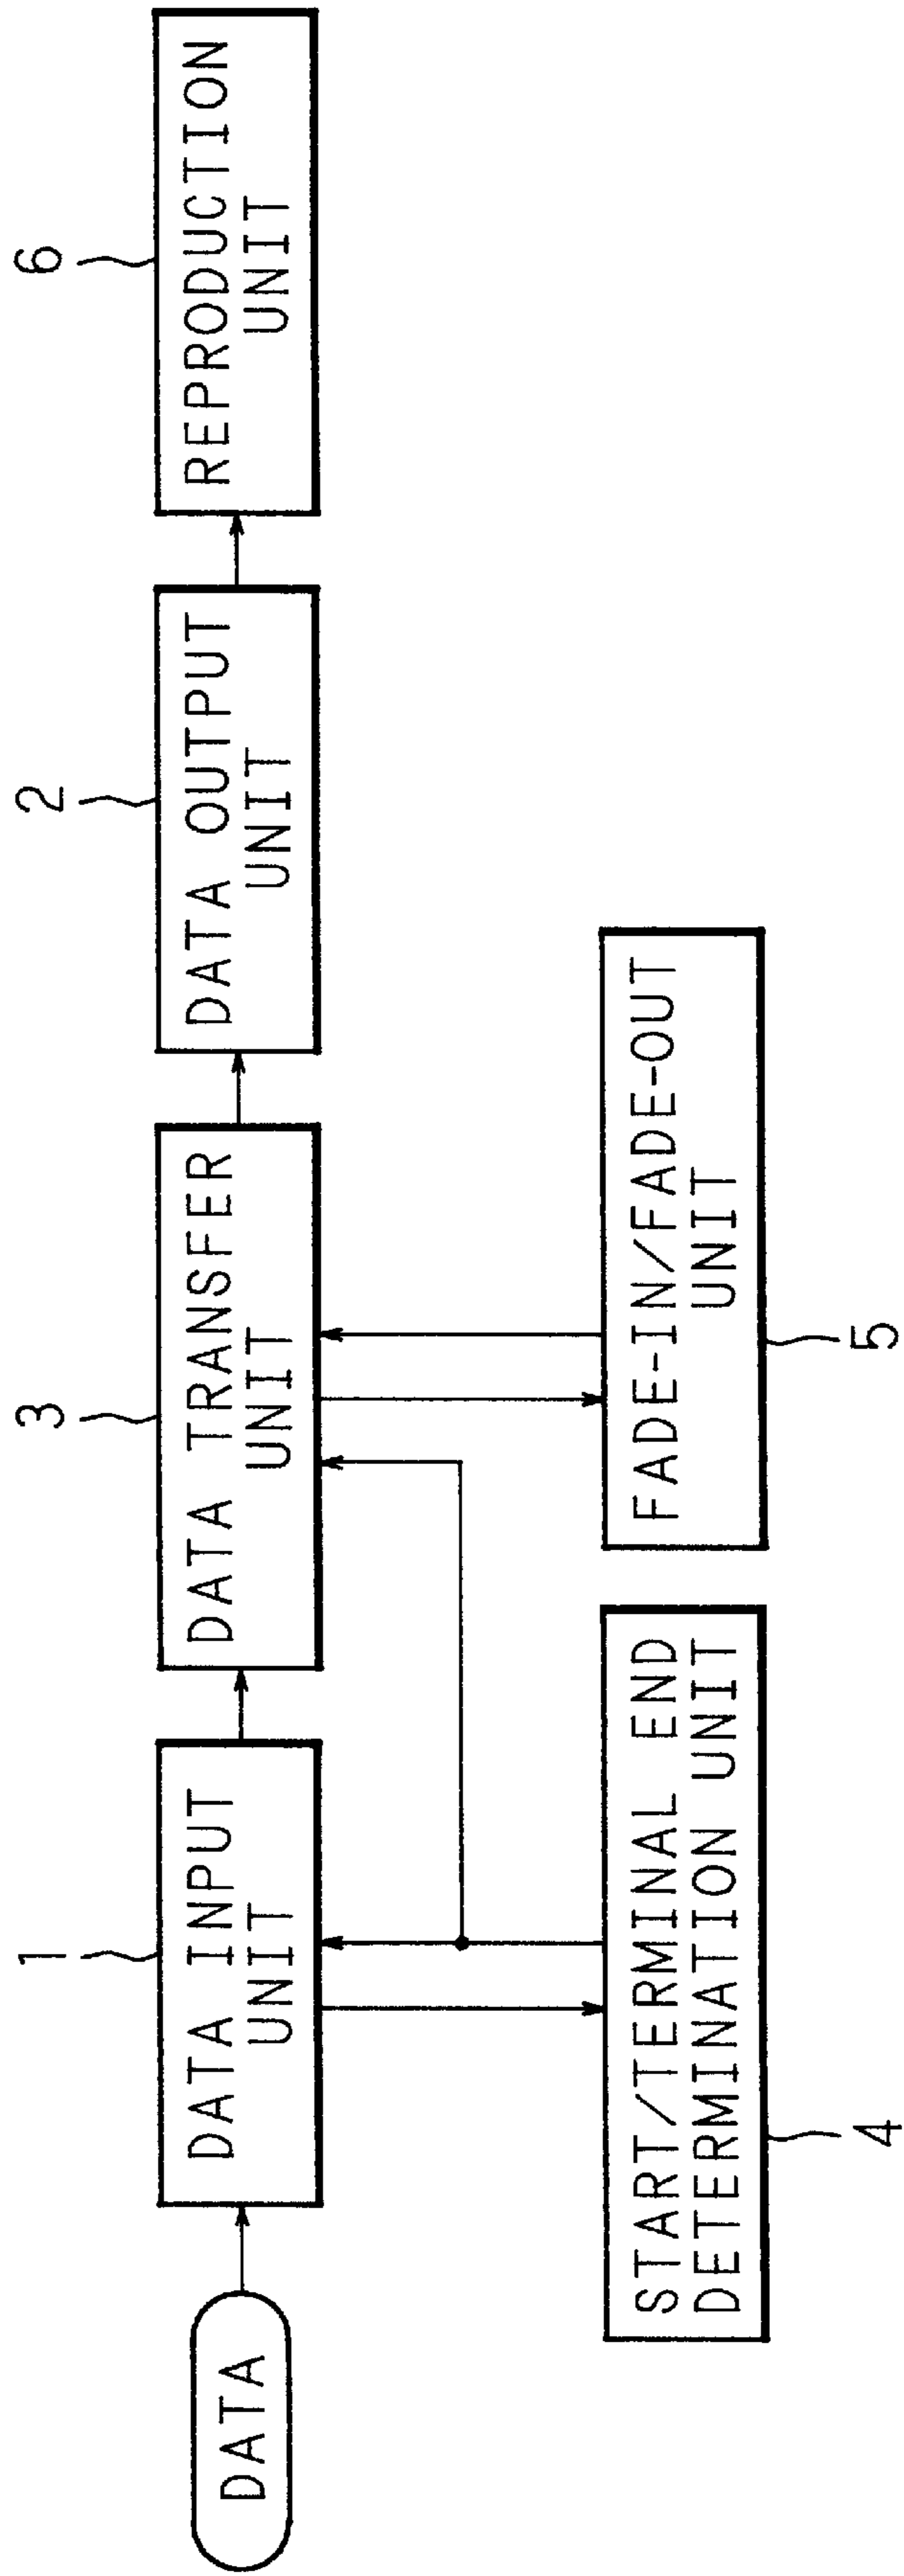 1
3
2
6
DATA
DATA INPUT
UNIT
DATA TRANSFER
UNIT
DATA OUTPUT
UNIT
REPRODUCTION
UNIT
START/TERMINAL END
DETERMINATION UNIT
FADE-IN/FADE-OUT
UNIT
4
5